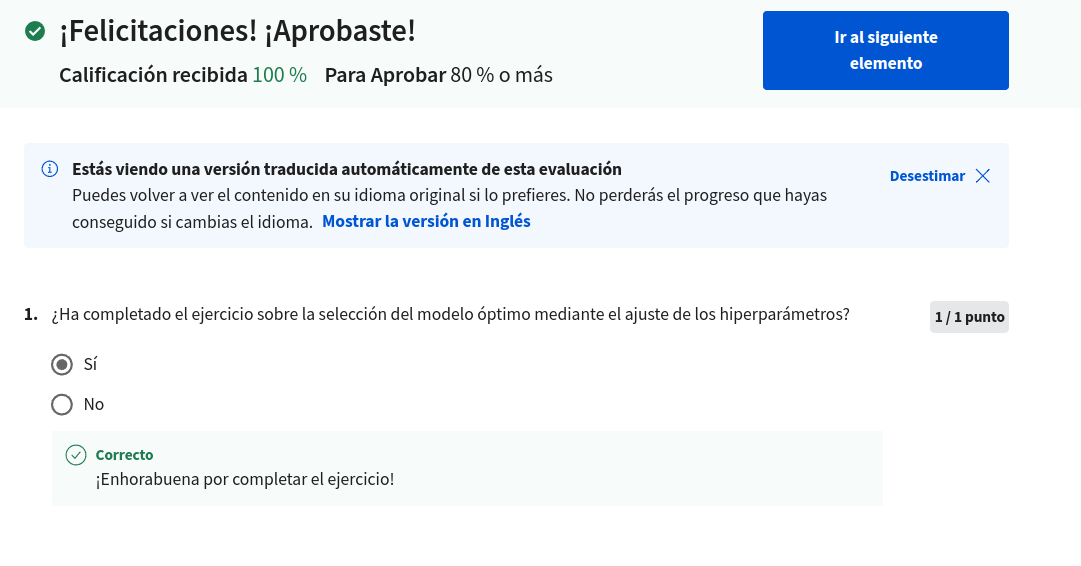 ¡Felicitaciones! ¡Aprobaste!
Calificación recibida 100 % Para Aprobar 80 % o más
Ir al siguiente
elemento
Estás viendo una versión traducida automáticamente de esta evaluación
Puedes volver a ver el contenido en su idioma original si lo prefieres. No perderás el progreso que hayas
conseguido si cambias el idioma. Mostrar la versión en Inglés
Desestimar
1. ¿Ha completado el ejercicio sobre la selección del modelo óptimo mediante el ajuste de los hiperparámetros?
1 / 1 punto
Sí
No
Correcto
¡Enhorabuena por completar el ejercicio!